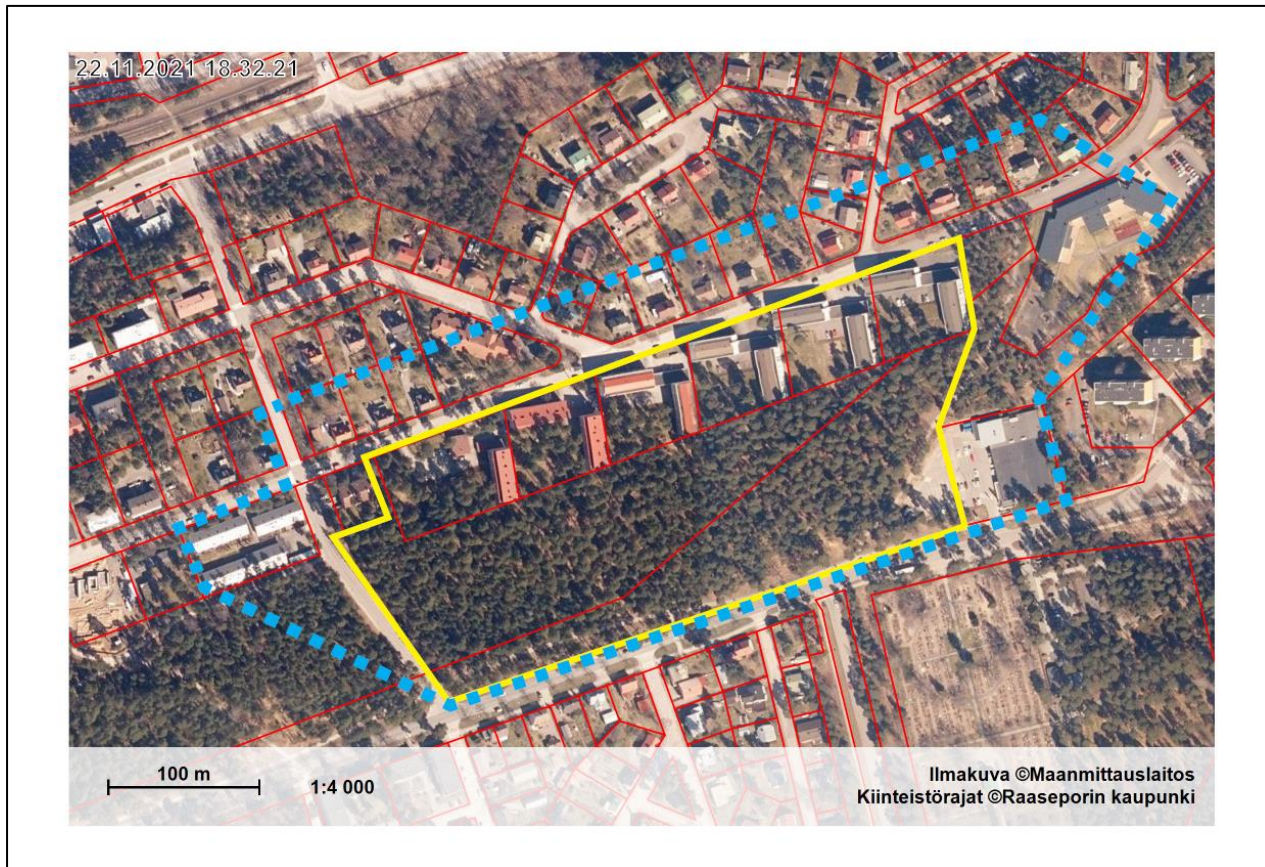 22.11.2021 18.32.21
100 m
1:4 000
Ilmakuva ©Maanmittauslaitos
Kiinteistörajat ©Raaseporin kaupunki